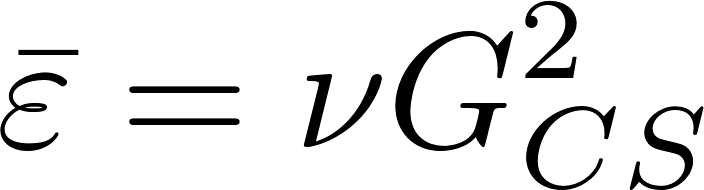 ε̄ = νG²_CS